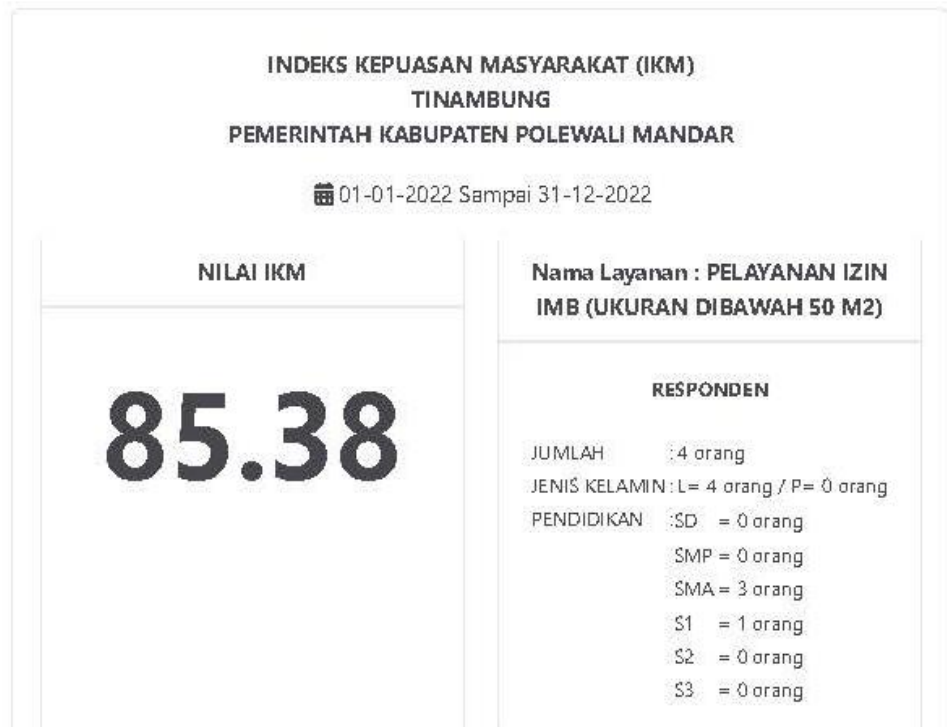 INDEKS KEPUASAN MASYARAKAT (IKM)
TINAMBUNG
PEMERINTAH KABUPATEN POLEWALI MANDAR
01-01-2022 Sampai 31-12-2022
NILAI IKM
85.38
Nama Layanan : PELAYANAN IZIN
IMB (UKURAN DIBAWAH 50 M2)
RESPONDEN
JUMLAH : 4 orang
JENIS KELAMIN : L= 4 orang / P= 0 orang
PENDIDIKAN : SD = 0 orang
SMP = 0 orang
SMA = 3 orang
S1 = 1 orang
S2 = 0 orang
S3 = 0 orang